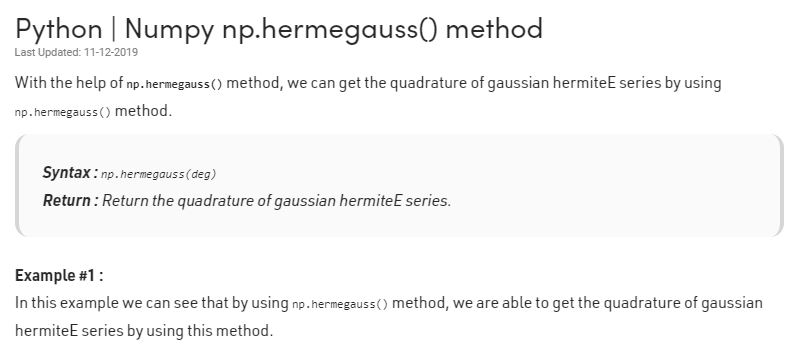 Python | Numpy np.hermegauss() method
Last Updated: 11-12-2019
With the help of np.hermegauss() method, we can get the quadrature of gaussian hermiteE series by using
np.hermegauss() method.
Syntax : np.hermegauss(deg)
Return : Return the quadrature of gaussian hermiteE series.
Example #1 :
In this example we can see that by using np.hermegauss() method, we are able to get the quadrature of gaussian
hermiteE series by using this method.